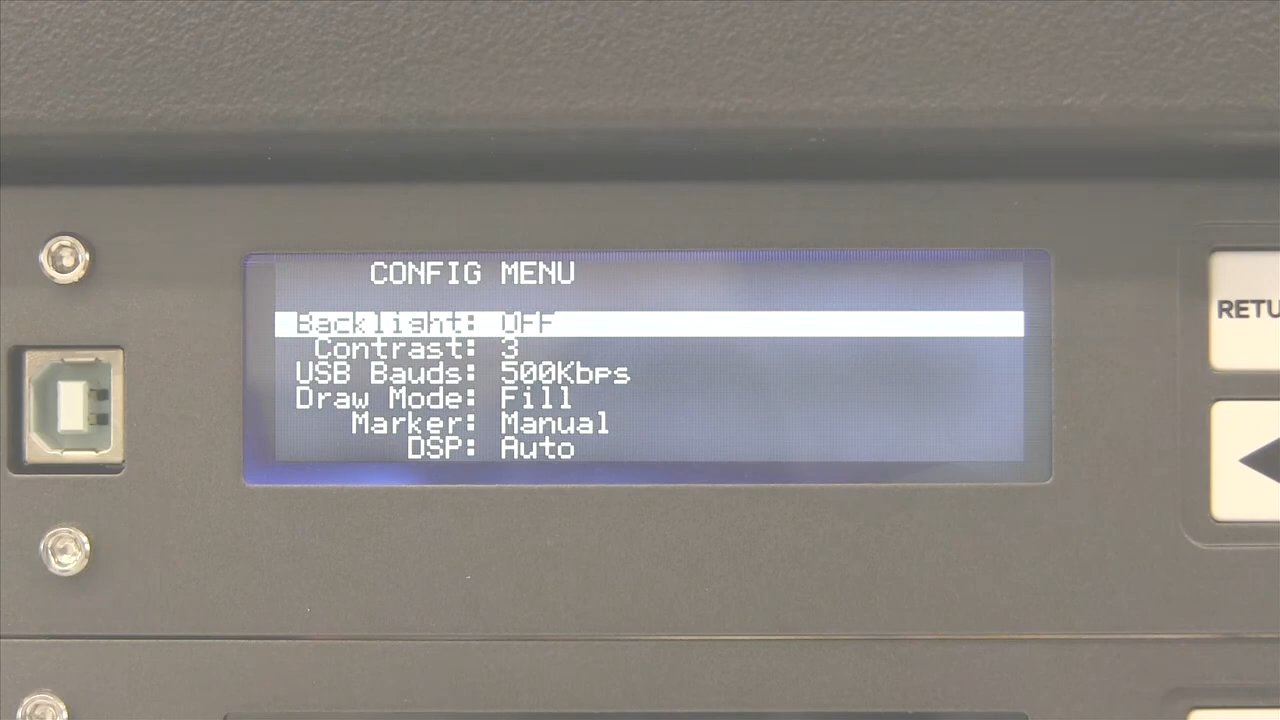 CONFIG MENU
Backlight: OFF
Contrast: 3
USB Bauds: 500Kbps
Draw Mode: Fill
Marker: Manual
DSP: Auto
RETU